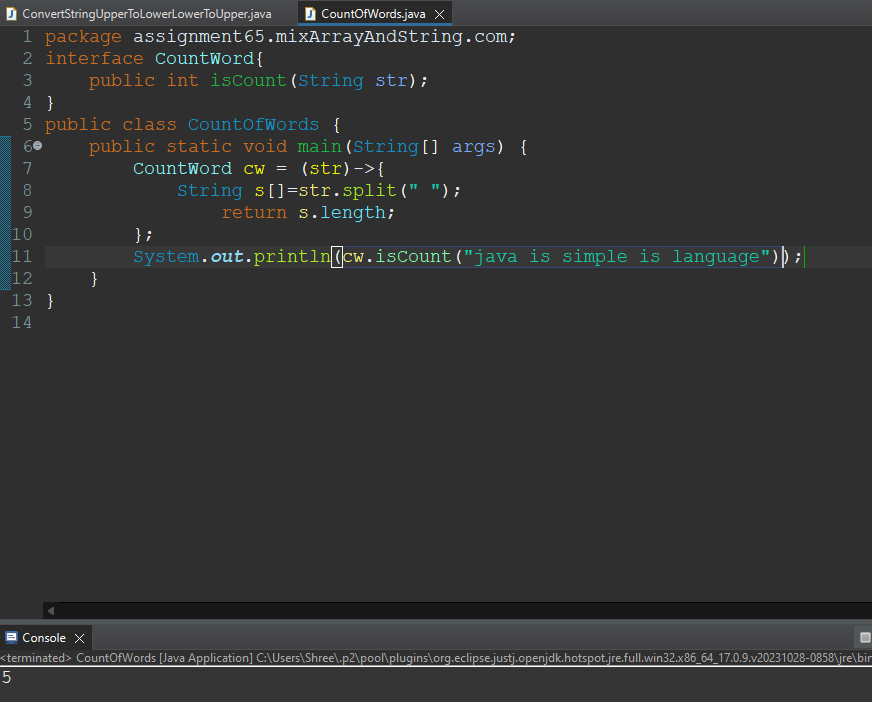 ConvertStringUpperToLowerLowerToUpper.java CountOfWords.java
1 package assignment65.mixArrayAndString.com;
2 interface CountWord{
3     public int isCount(String str);
4 }
5 public class CountOfWords {
6     public static void main(String[] args) {
7         CountWord cw = (str)->{
8             String s[]=str.split(" ");
9                 return s.length;
10         };
11         System.out.println(cw.isCount("java is simple is language"));
12     }
13 }
14
Console
<terminated> CountOfWords [Java Application] C:\Users\Shree\.p2\pool\plugins\org.eclipse.justj.openjdk.hotspot.jre.full.win32.x86_64_17.0.9.v20231028-0858\jre\bin
5